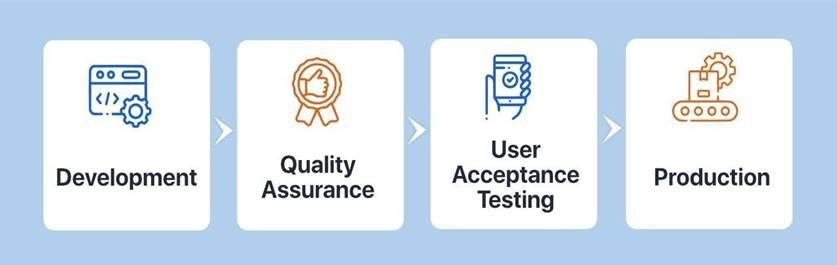 Development
Quality
Assurance
User
Acceptance
Testing
Production